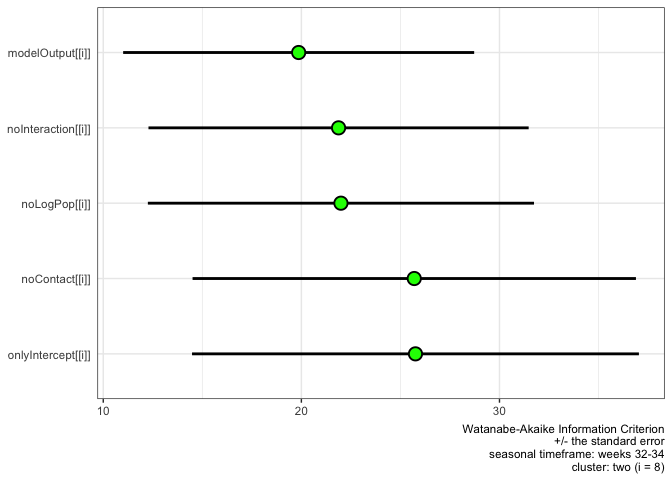 modelOutput[[i]]
noInteraction[[i]]
noLogPop[[i]]
noContact[[i]]
onlyIntercept[[i]]
10 20 30
Watanabe-Akaike Information Criterion
+/- the standard error
seasonal timeframe: weeks 32-34
cluster: two (i = 8)